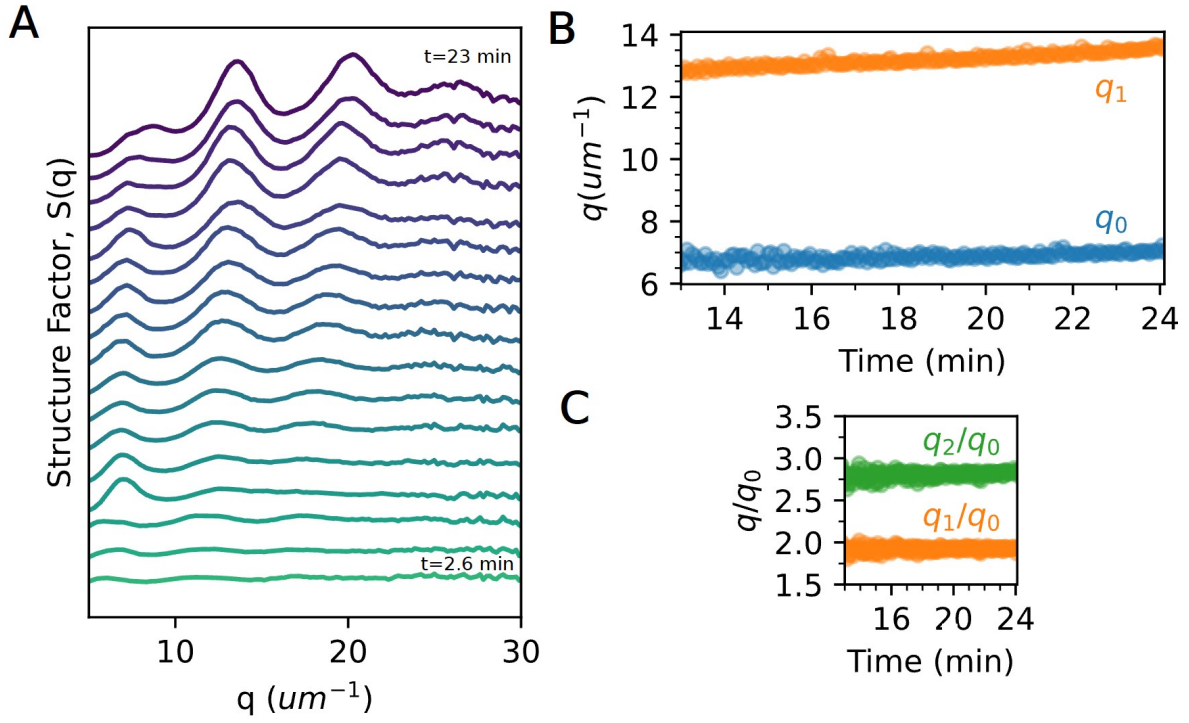 A
Structure Factor, S(q)
t=23 min
t=2.6 min
10 20 30
q (um⁻¹)
B
q(um⁻¹)
14
12
10
8
6
q₁
q₀
14 16 18 20 22 24
Time (min)
C
q/q₀
3.5
3.0
2.5
2.0
1.5
q₂/q₀
q₁/q₀
16 20 24
Time (min)